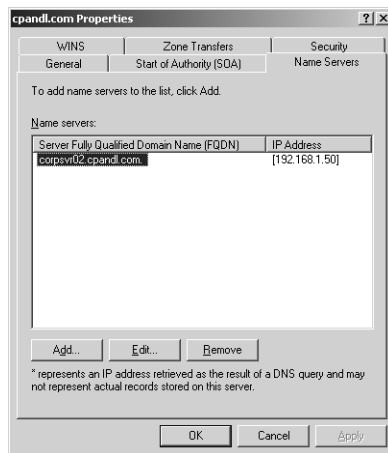 cpandl.com Properties
WINS Zone Transfers Security
General Start of Authority (SOA) Name Servers
To add name servers to the list, click Add.
Name servers:
Server Fully Qualified Domain Name (FQDN) IP Address
corpsvr02.cpandl.com. [192.168.1.50]
Add... Edit... Remove
* represents an IP address retrieved as the result of a DNS query and may
not represent actual records stored on this server.
OK Cancel Apply